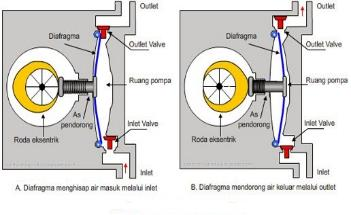 Outlet
Diafragma
Outlet Valve
Ruang pompa
As
pendorong
Inlet
Valve
Roda eksentrik
Inlet
A. Diafragma menghisap air masuk melalui inlet
Outlet
Diafragma
Outlet Valve
Ruang pompa
As
pendorong
Inlet
Valve
Roda eksentrik
Inlet
B. Diafragma mendorong air keluar melalui outlet